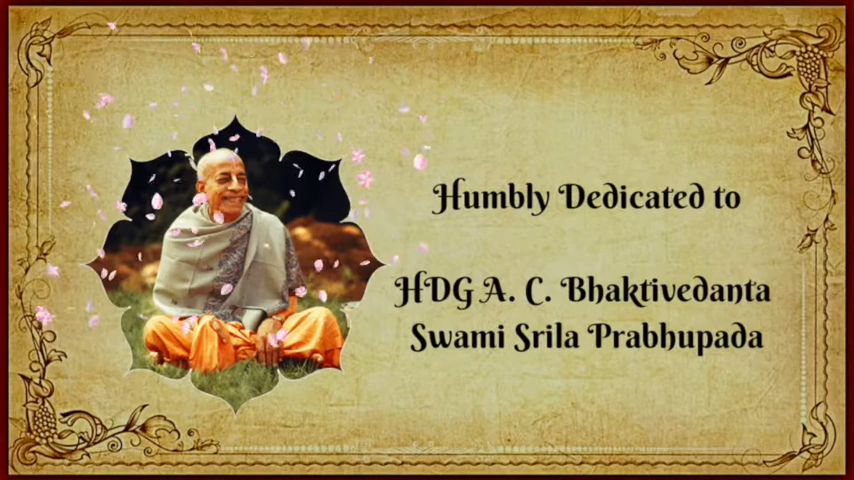 Humbly Dedicated to
HDG A. C. Bhaktivedanta
Swami Srila Prabhupada